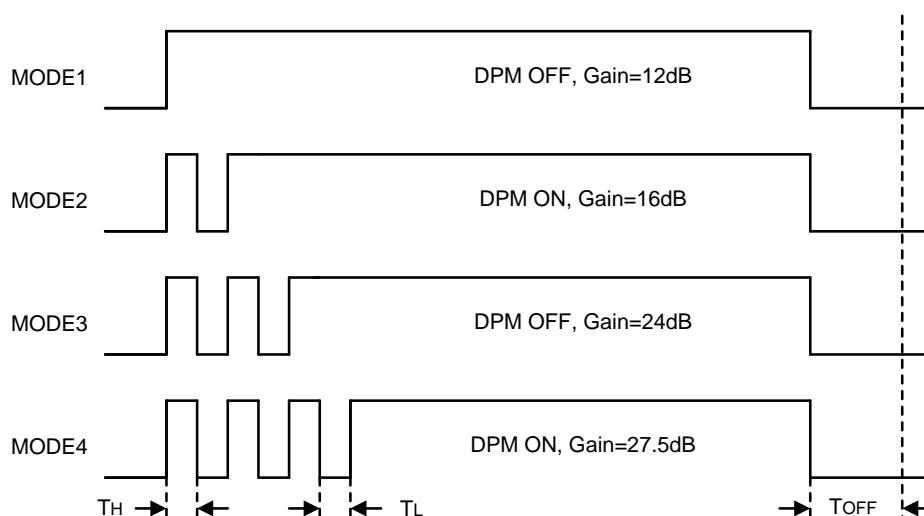 MODE1
DPM OFF, Gain=12dB
MODE2
DPM ON, Gain=16dB
MODE3
DPM OFF, Gain=24dB
MODE4
DPM ON, Gain=27.5dB
TH
TL
TOFF